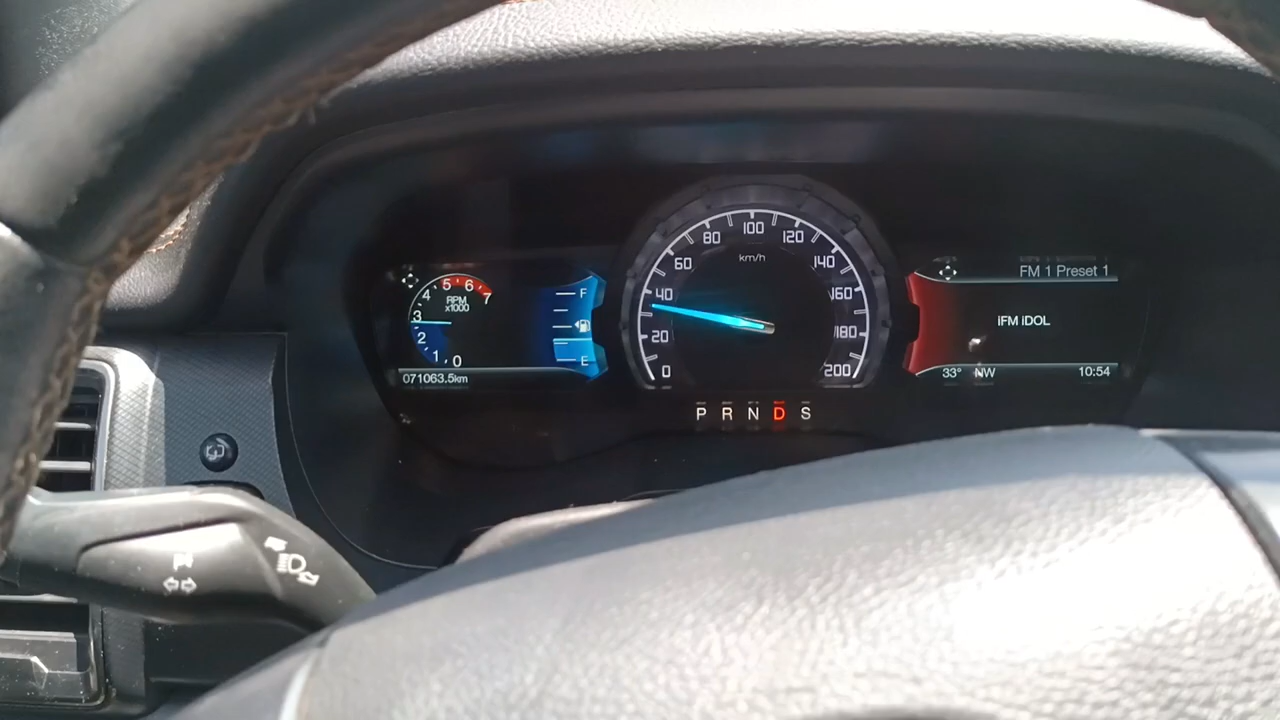 4 5 6 7
RPM
x1000
3
2
1 0
071063.5km
F
E
0 20 40 60 80 100 120 140 160 180 200
km/h
P R N D S
FM 1 Preset 1
iFM iDOL
33° NW 10:54